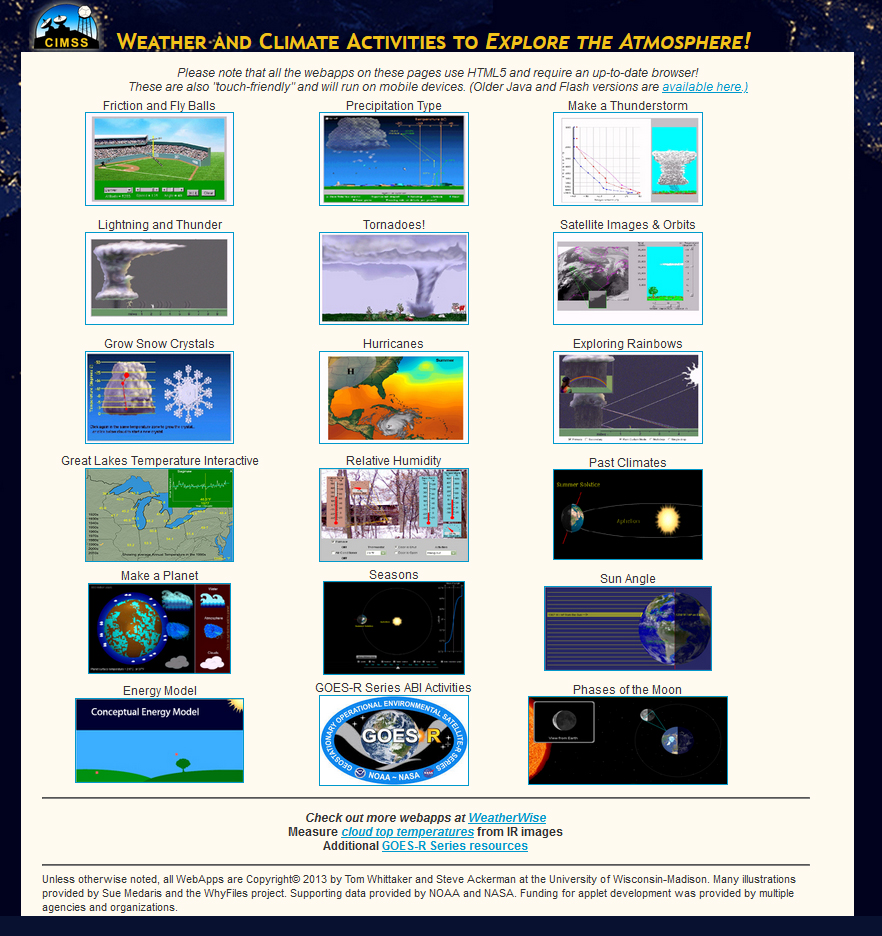 CIMSS
WEATHER AND CLIMATE ACTIVITIES TO EXPLORE THE ATMOSPHERE!
Please note that all the webapps on these pages use HTML5 and require an up-to-date browser!
These are also "touch-friendly" and will run on mobile devices. (Older Java and Flash versions are available here.)
Friction and Fly Balls
Precipitation Type
Make a Thunderstorm
Lightning and Thunder
Tornadoes!
Satellite Images & Orbits
Grow Snow Crystals
Hurricanes
Exploring Rainbows
H
Great Lakes Temperature Interactive
Relative Humidity
Past Climates
Summer Solstice
Make a Planet
Seasons
Sun Angle
Water
Atmosphere
Clouds
Energy Model
GOES-R Series ABI Activities
Phases of the Moon
Conceptual Energy Model
GEOSTATIONARY OPERATIONAL ENVIRONMENTAL SATELLITE R SERIES
GOES R
NOAA ~ NASA
View from Earth
Check out more webapps at WeatherWise
Measure cloud top temperatures from IR images
Additional GOES-R Series resources
Unless otherwise noted, all WebApps are Copyright© 2013 by Tom Whittaker and Steve Ackerman at the University of Wisconsin-Madison. Many illustrations
provided by Sue Medaris and the WhyFiles project. Supporting data provided by NOAA and NASA. Funding for applet development was provided by multiple
agencies and organizations.